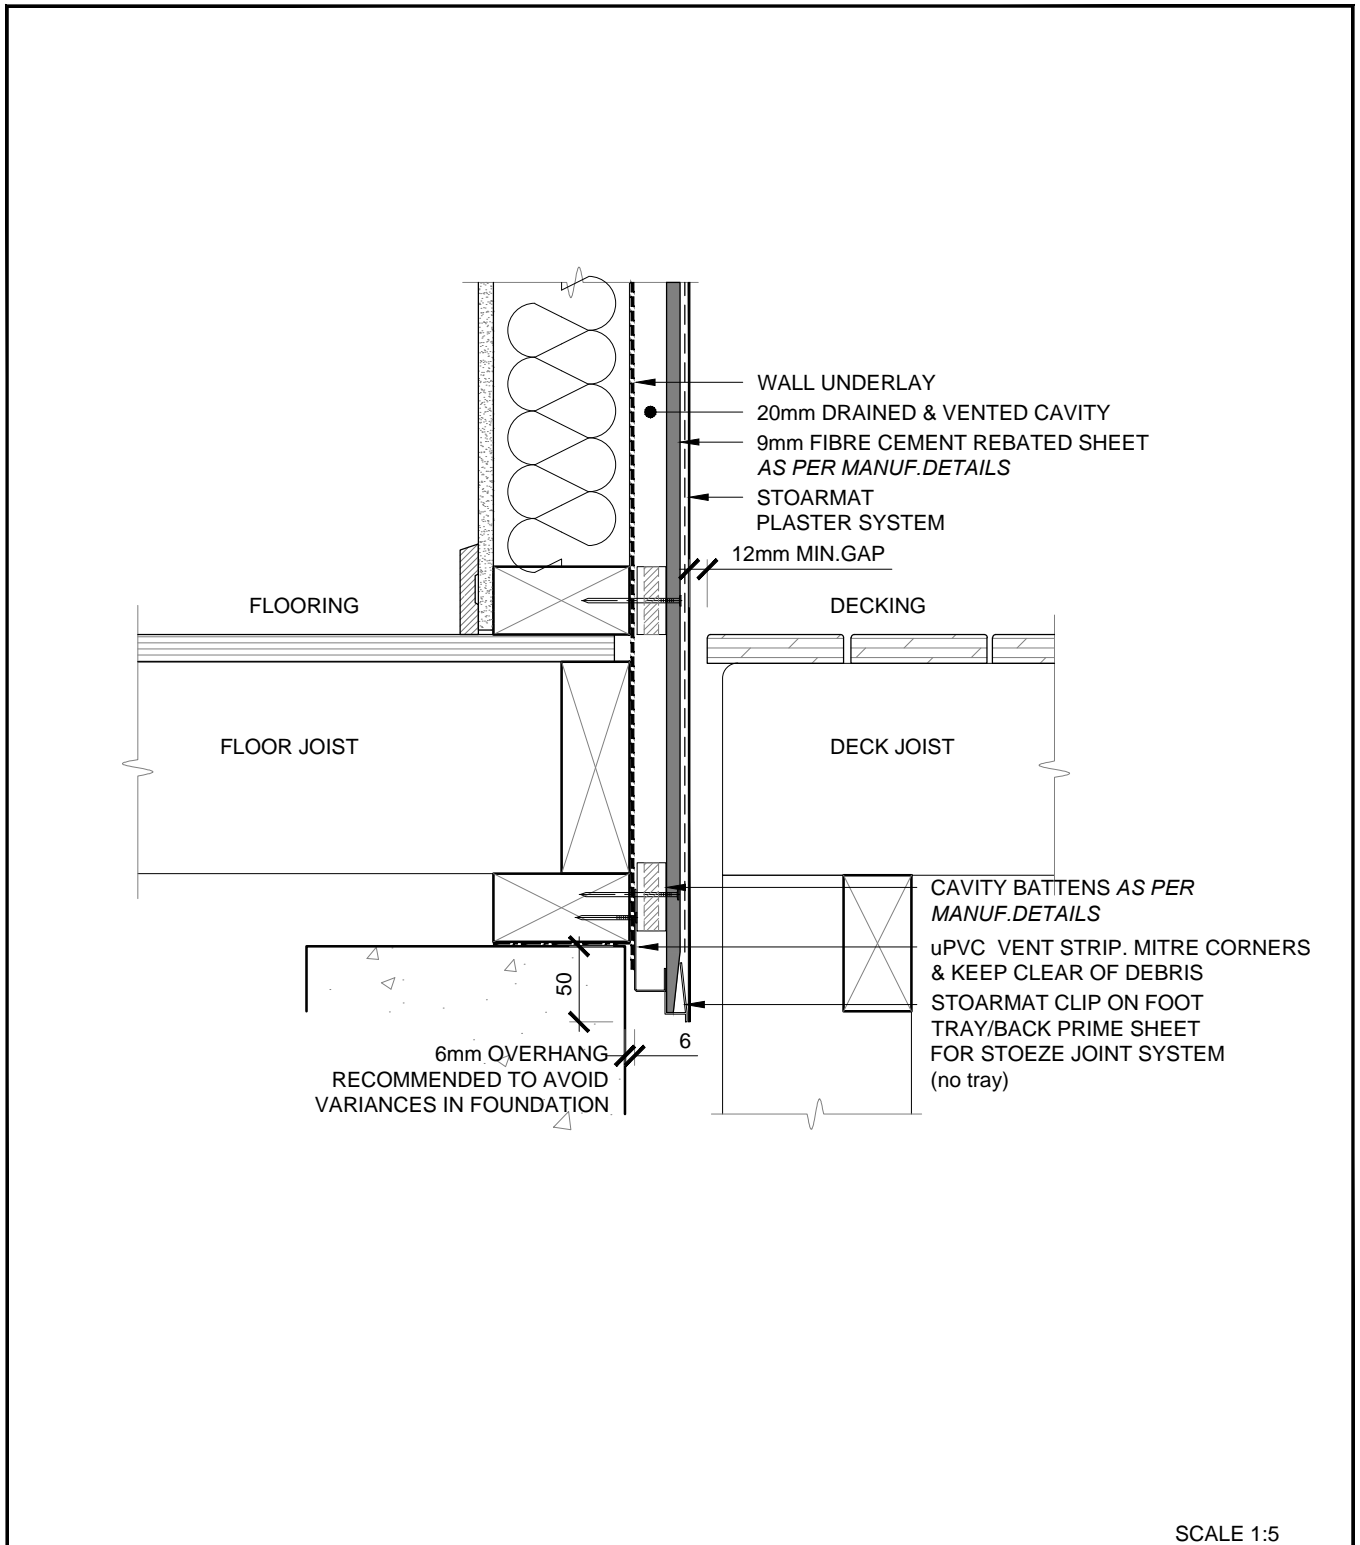 WALL UNDERLAY
20mm DRAINED & VENTED CAVITY
9mm FIBRE CEMENT REBATED SHEET
AS PER MANUF.DETAILS
STOARMAT
PLASTER SYSTEM
12mm MIN.GAP
FLOORING
DECKING
FLOOR JOIST
DECK JOIST
CAVITY BATTENS AS PER
MANUF.DETAILS
uPVC VENT STRIP. MITRE CORNERS
& KEEP CLEAR OF DEBRIS
STOARMAT CLIP ON FOOT
TRAY/BACK PRIME SHEET
FOR STOEZE JOINT SYSTEM
(no tray)
50
6
6mm OVERHANG
RECOMMENDED TO AVOID
VARIANCES IN FOUNDATION
SCALE 1:5